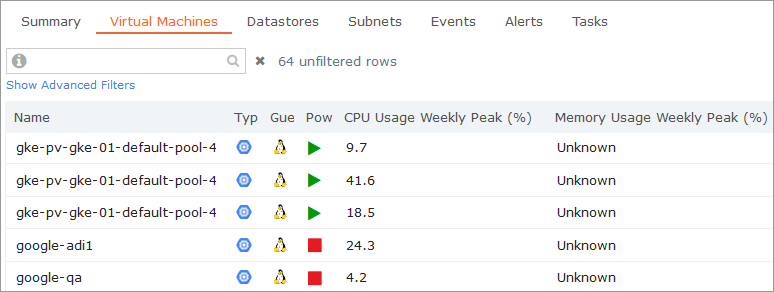 Summary Virtual Machines Datastores Subnets Events Alerts Tasks
64 unfiltered rows
Show Advanced Filters
Name Typ Gue Pow CPU Usage Weekly Peak (%) Memory Usage Weekly Peak (%)
gke-pv-gke-01-default-pool-4 9.7 Unknown
gke-pv-gke-01-default-pool-4 41.6 Unknown
gke-pv-gke-01-default-pool-4 18.5 Unknown
google-adi1 24.3 Unknown
google-qa 4.2 Unknown